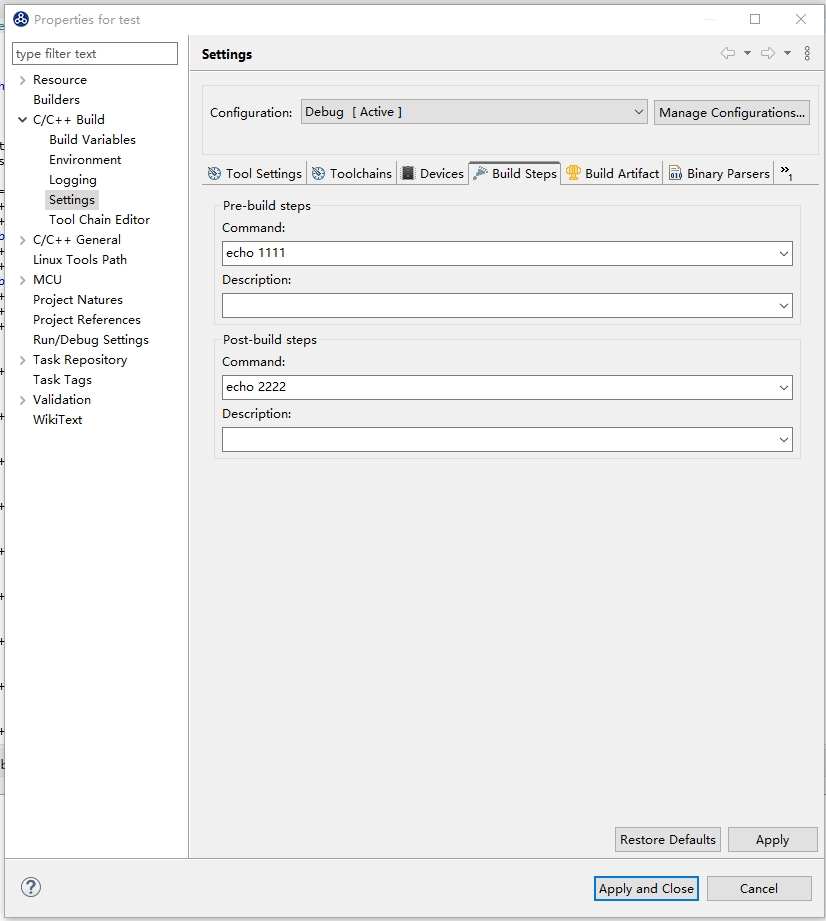 Properties for test
type filter text
Resource
Builders
C/C++ Build
Build Variables
Environment
Logging
Settings
Tool Chain Editor
C/C++ General
Linux Tools Path
MCU
Project Natures
Project References
Run/Debug Settings
Task Repository
Task Tags
Validation
WikiText
Settings
Configuration: Debug [ Active ] Manage Configurations...
Tool Settings Toolchains Devices Build Steps Build Artifact Binary Parsers »1
Pre-build steps
Command:
echo 1111
Description:
Post-build steps
Command:
echo 2222
Description:
Restore Defaults Apply
? Apply and Close Cancel